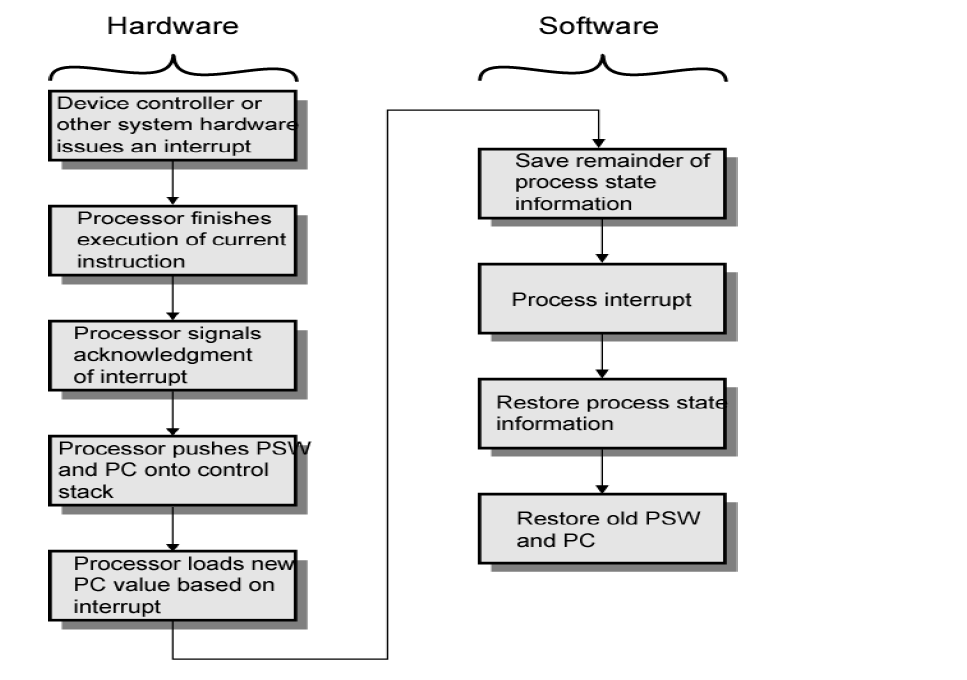 Hardware
Device controller or
other system hardware
issues an interrupt
Processor finishes
execution of current
instruction
Processor signals
acknowledgment
of interrupt
Processor pushes PSW
and PC onto control
stack
Processor loads new
PC value based on
interrupt
Software
Save remainder of
process state
information
Process interrupt
Restore process state
information
Restore old PSW
and PC